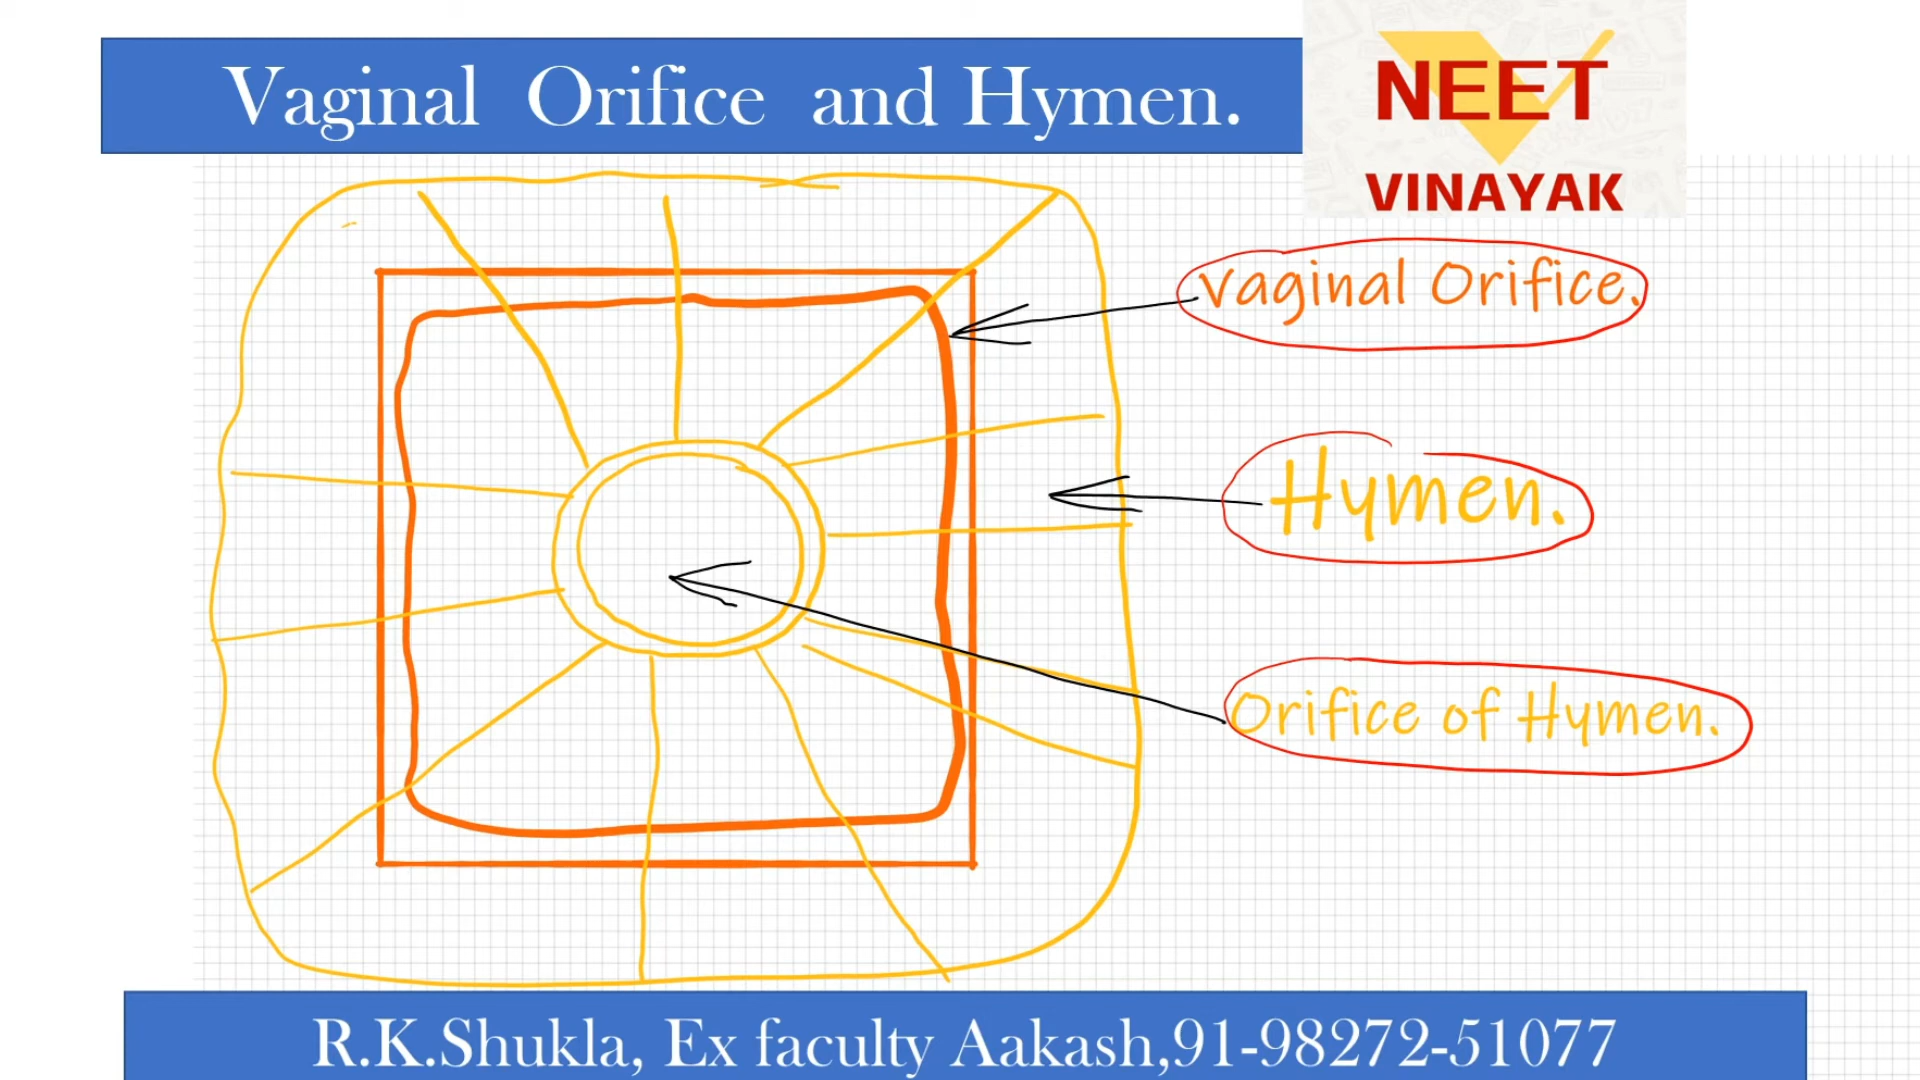 Vaginal Orifice and Hymen.
NEET
VINAYAK
Vaginal Orifice.
Hymen.
Orifice of Hymen.
R.K.Shukla, Ex faculty Aakash,91-98272-51077